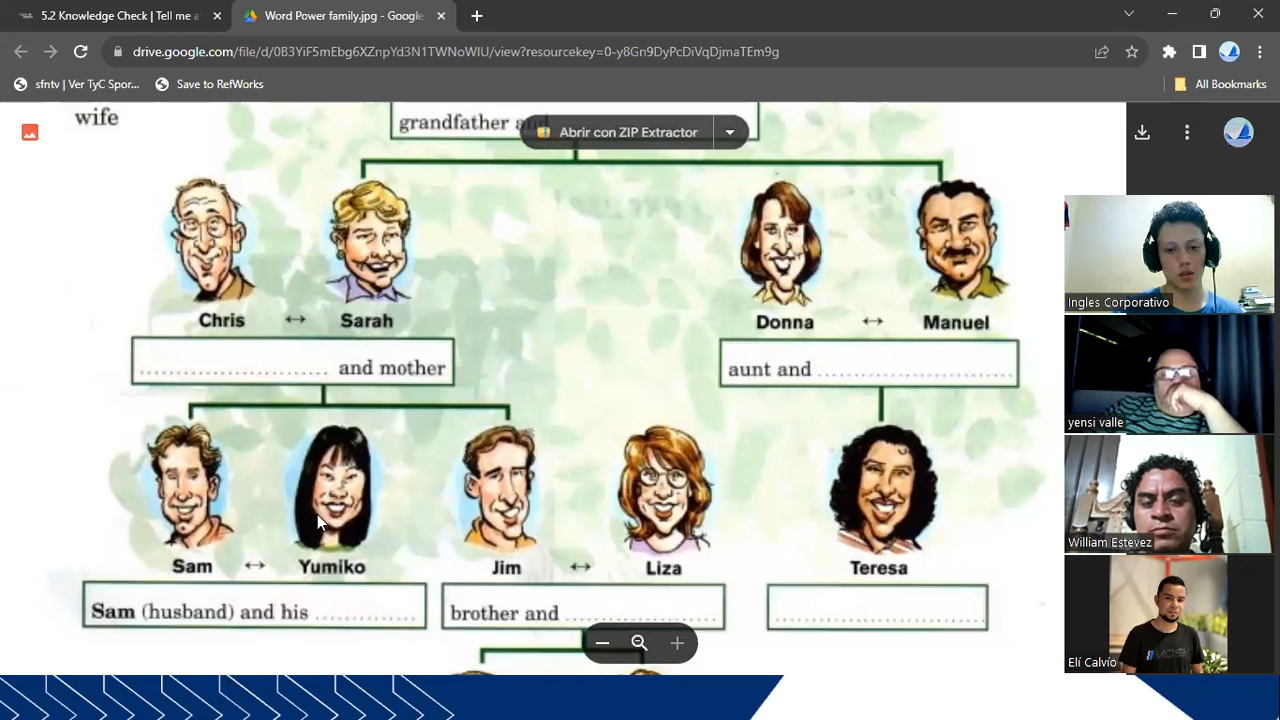 5.2 Knowledge Check | Tell me a
Word Power family.jpg - Google
drive.google.com/file/d/0B3YiF5mEbg6XZnpYd3N1TWNoWlU/view?resourcekey=0-y8Gn9DyPcDiVqDjmaTEm9g
sfntv | Ver TyC Spor...
Save to RefWorks
All Bookmarks
wife
grandfather and
Abrir con ZIP Extractor
Chris ↔ Sarah
Donna ↔ Manuel
........................ and mother
aunt and ........................
Sam ↔ Yumiko
Jim ↔ Liza
Teresa
Sam (husband) and his ................
brother and ....................
................................
Ingles Corporativo
yensi valle
William Estevez
Elí Calvío